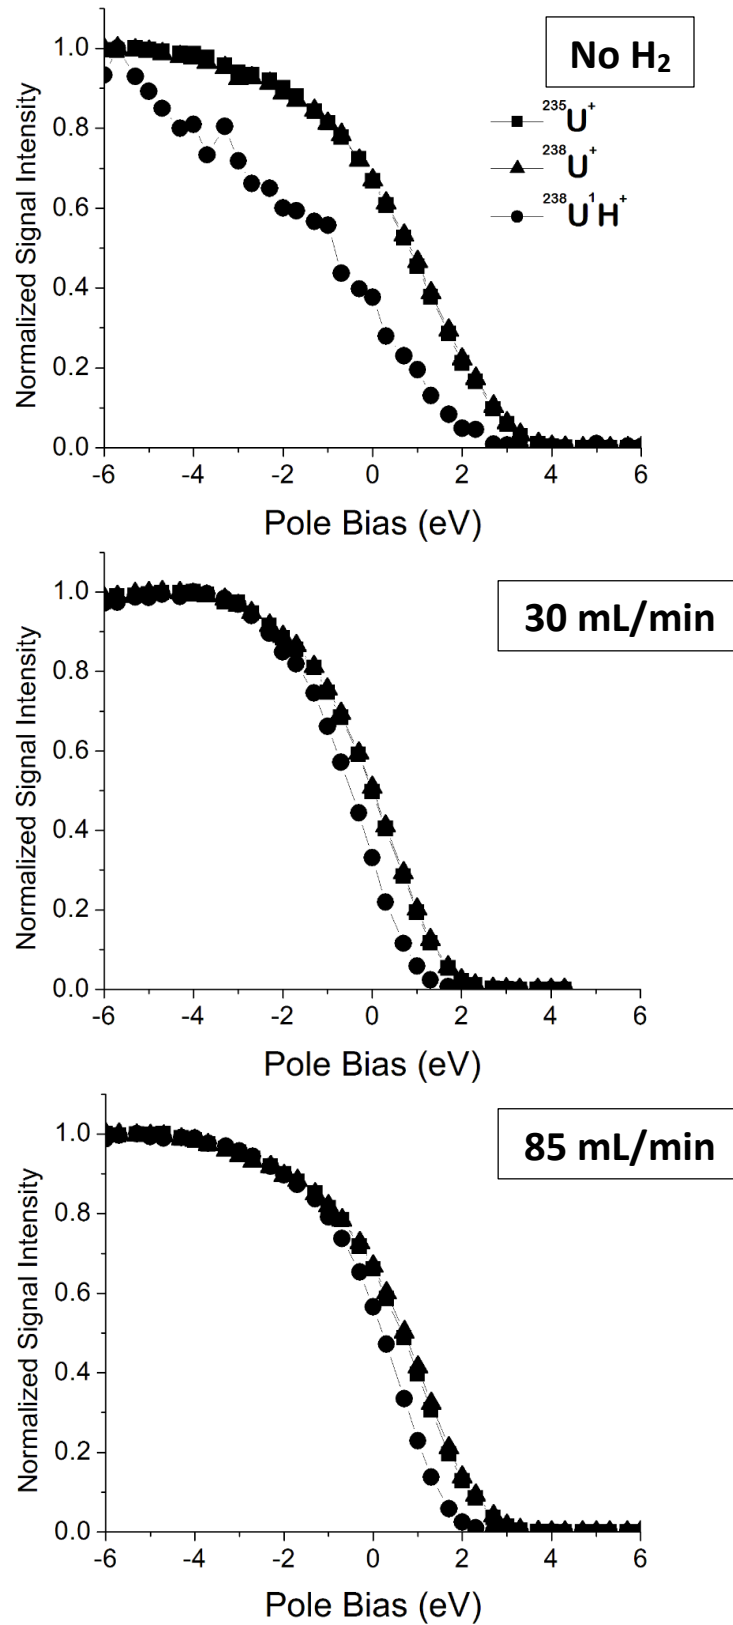 No H₂
²³⁵U⁺
²³⁸U⁺
²³⁸U¹H⁺
Normalized Signal Intensity
1.0
0.8
0.6
0.4
0.2
0.0
-6 -4 -2 0 2 4 6
Pole Bias (eV)
30 mL/min
Normalized Signal Intensity
1.0
0.8
0.6
0.4
0.2
0.0
-6 -4 -2 0 2 4 6
Pole Bias (eV)
85 mL/min
Normalized Signal Intensity
1.0
0.8
0.6
0.4
0.2
0.0
-6 -4 -2 0 2 4 6
Pole Bias (eV)